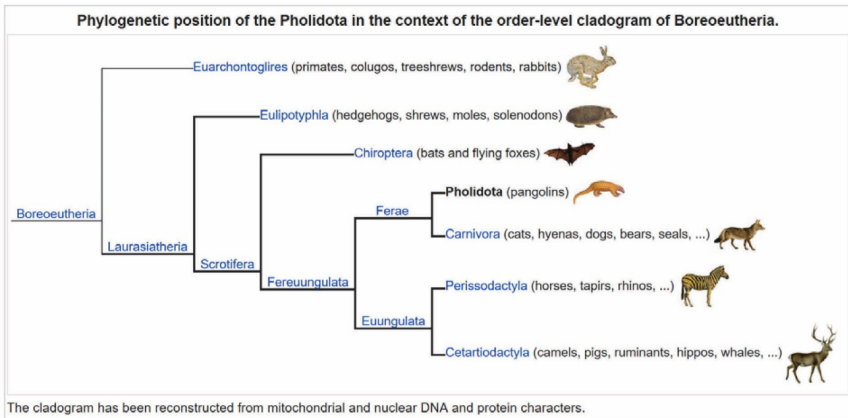 Phylogenetic position of the Pholidota in the context of the order-level cladogram of Boreoeutheria.
Euarchontoglires (primates, colugos, treeshrews, rodents, rabbits)
Eulipotyphla (hedgehogs, shrews, moles, solenodons)
Chiroptera (bats and flying foxes)
Pholidota (pangolins)
Ferae
Boreoeutheria
Carnivora (cats, hyenas, dogs, bears, seals, ...)
Laurasiatheria
Scrotifera
Fereuungulata
Perissodactyla (horses, tapirs, rhinos, ...)
Euungulata
Cetartiodactyla (camels, pigs, ruminants, hippos, whales, ...)
The cladogram has been reconstructed from mitochondrial and nuclear DNA and protein characters.